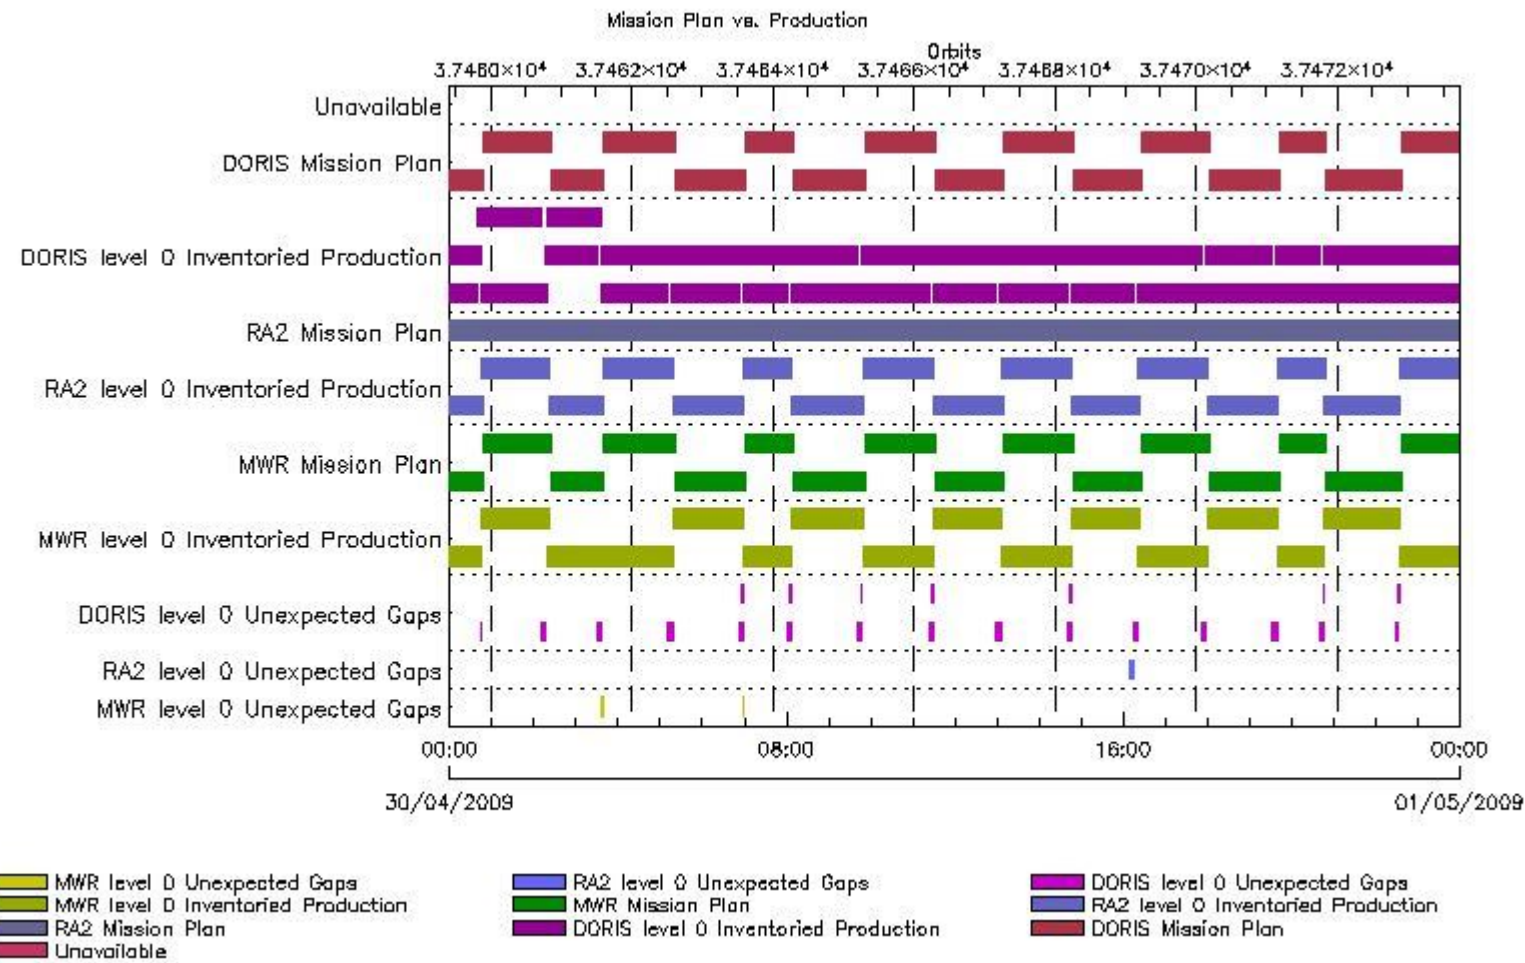 Mission Plan vs. Production
Orbits
3.7460×10⁴ 3.7462×10⁴ 3.7464×10⁴ 3.7466×10⁴ 3.7468×10⁴ 3.7470×10⁴ 3.7472×10⁴
Unavailable
DORIS Mission Plan
DORIS level 0 Inventoried Production
RA2 Mission Plan
RA2 level 0 Inventoried Production
MWR Mission Plan
MWR level 0 Inventoried Production
DORIS level 0 Unexpected Gaps
RA2 level 0 Unexpected Gaps
MWR level 0 Unexpected Gaps
00:00 08:00 16:00 00:00
30/04/2009 01/05/2009
MWR level 0 Unexpected Gaps RA2 level 0 Unexpected Gaps DORIS level 0 Unexpected Gaps
MWR level 0 Inventoried Production MWR Mission Plan RA2 level 0 Inventoried Production
RA2 Mission Plan DORIS level 0 Inventoried Production DORIS Mission Plan
Unavailable